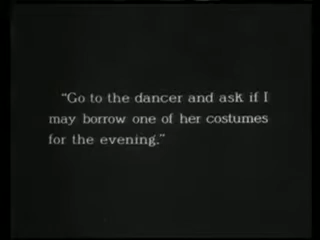 “Go to the dancer and ask if I
may borrow one of her costumes
for the evening.”